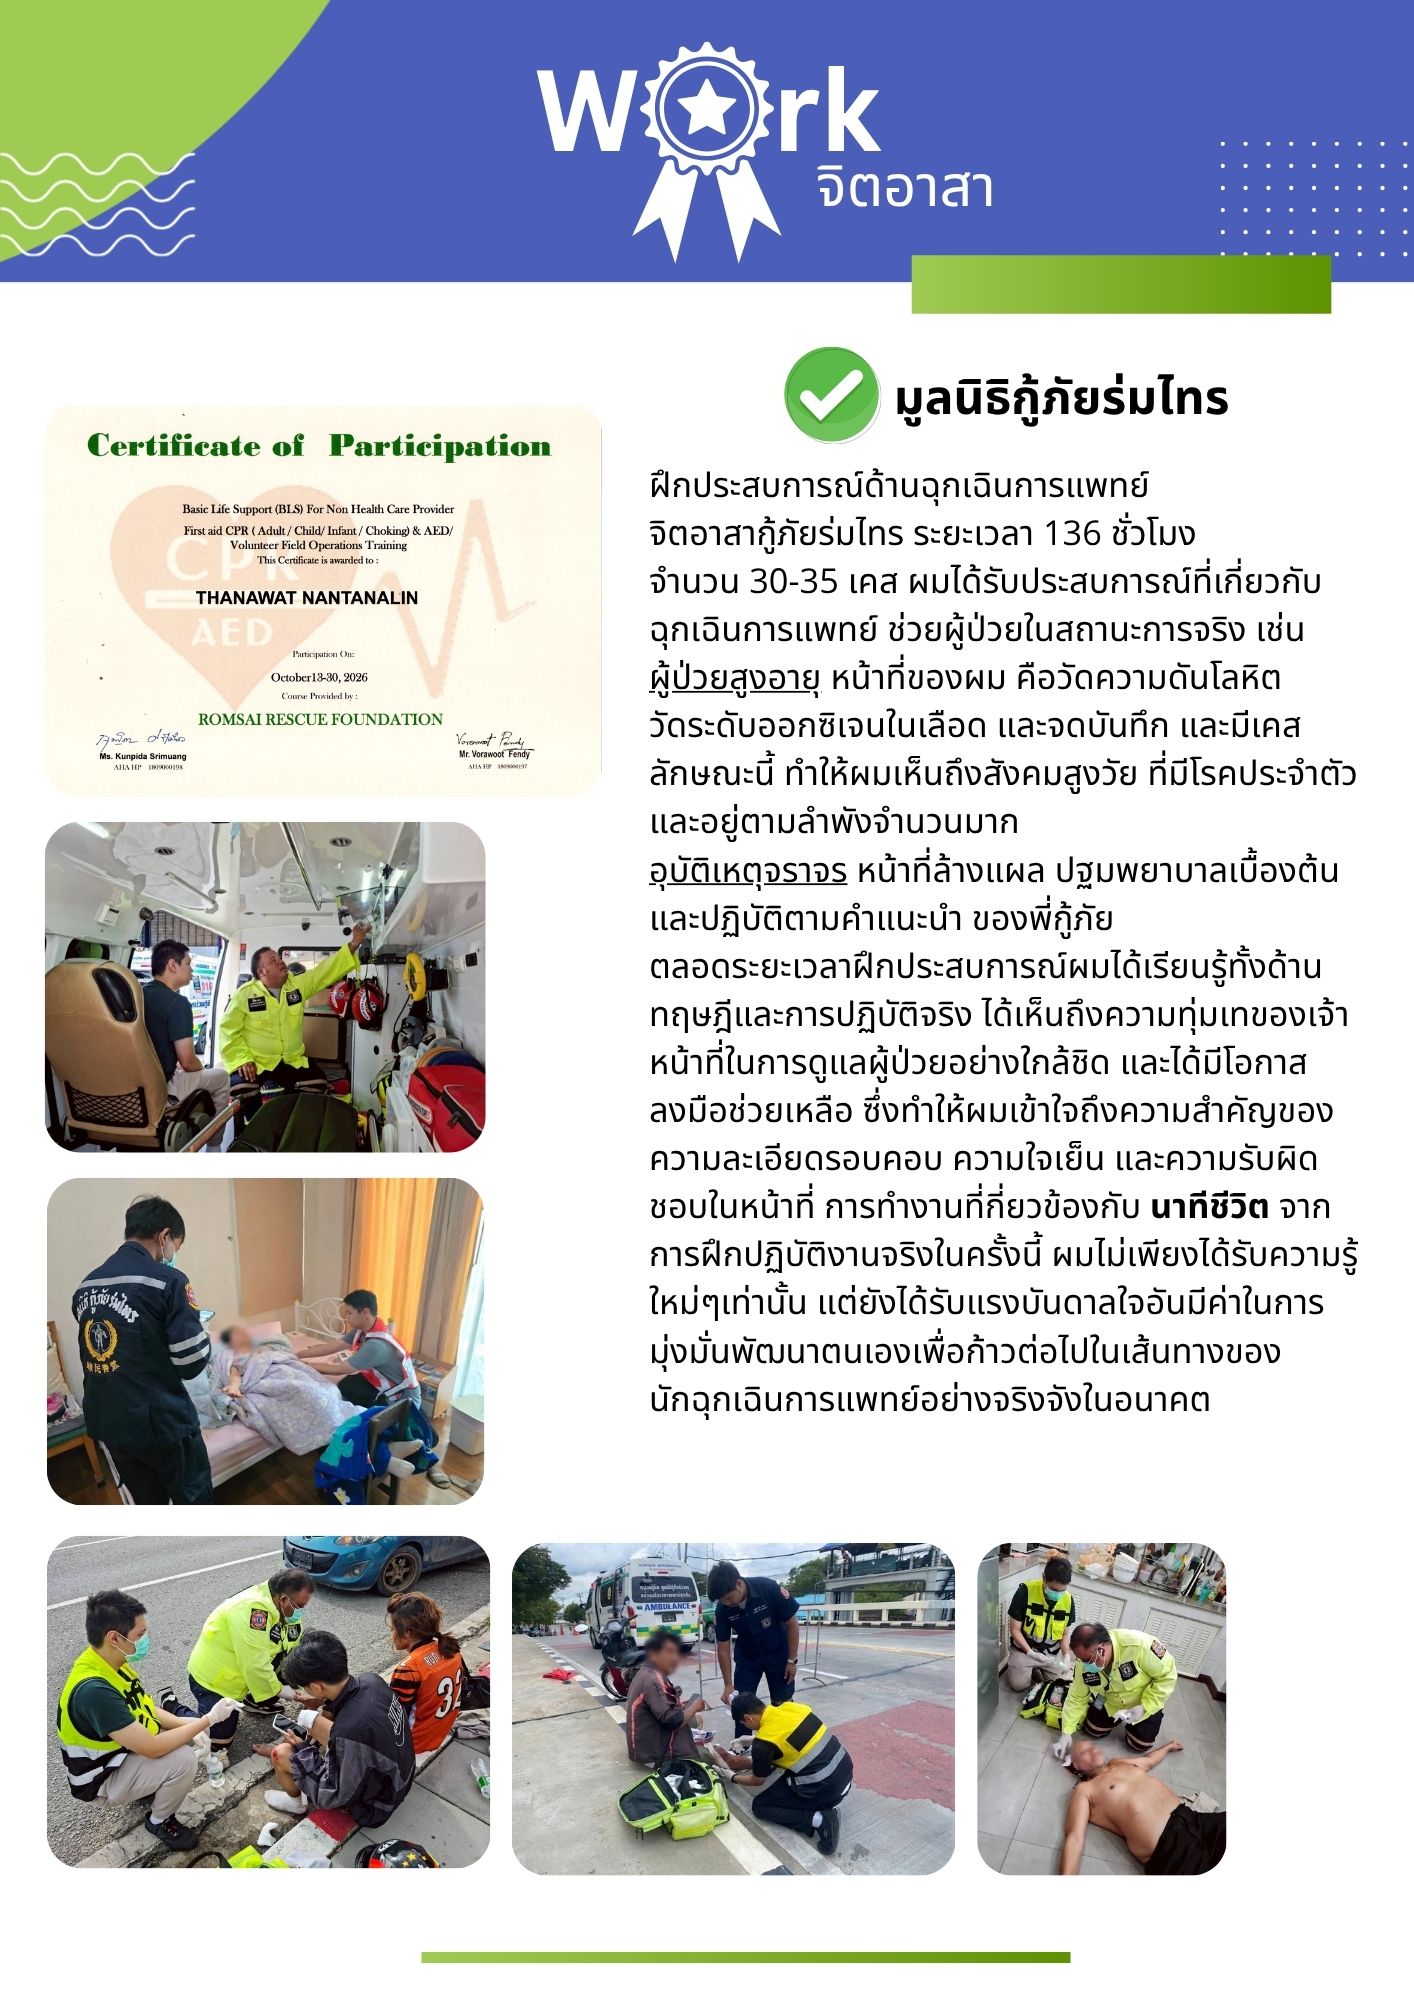 Work
จิตอาสา
มูลนิธิกู้ภัยร่มไทร
Certificate of Participation
Basic Life Support (BLS) For Non Health Care Provider
First aid CPR ( Adult / Child/ Infant / Choking) & AED/
Volunteer Field Operations Training
This Certificate is awarded to :
CPR
THANAWAT NANTANALIN
AED
Participation On:
October13-30, 2026
Course Provided by :
ROMSAI RESCUE FOUNDATION
Ms. Kunpida Srimuang
AHA HP 1809000198
Vorawoot Fendy
Mr. Vorawoot Fendy
AHA HP 1809000197
ฝึกประสบการณ์ด้านฉุกเฉินการแพทย์
จิตอาสากู้ภัยร่มไทร ระยะเวลา 136 ชั่วโมง
จำนวน 30-35 เคส ผมได้รับประสบการณ์ที่เกี่ยวกับ
ฉุกเฉินการแพทย์ ช่วยผู้ป่วยในสถานะการจริง เช่น
ผู้ป่วยสูงอายุ หน้าที่ของผม คือวัดความดันโลหิต
วัดระดับออกซิเจนในเลือด และจดบันทึก และมีเคส
ลักษณะนี้ ทำให้ผมเห็นถึงสังคมสูงวัย ที่มีโรคประจำตัว
และอยู่ตามลำพังจำนวนมาก
อุบัติเหตุจราจร หน้าที่ล้างแผล ปฐมพยาบาลเบื้องต้น
และปฏิบัติตามคำแนะนำ ของพี่กู้ภัย
ตลอดระยะเวลาฝึกประสบการณ์ผมได้เรียนรู้ทั้งด้าน
ทฤษฎีและการปฏิบัติจริง ได้เห็นถึงความทุ่มเทของเจ้า
หน้าที่ในการดูแลผู้ป่วยอย่างใกล้ชิด และได้มีโอกาส
ลงมือช่วยเหลือ ซึ่งทำให้ผมเข้าใจถึงความสำคัญของ
ความละเอียดรอบคอบ ความใจเย็น และความรับผิด
ชอบในหน้าที่ การทำงานที่กี่ยวข้องกับ นาทีชีวิต จาก
การฝึกปฏิบัติงานจริงในครั้งนี้ ผมไม่เพียงได้รับความรู้
ใหม่ๆเท่านั้น แต่ยังได้รับแรงบันดาลใจอันมีค่าในการ
มุ่งมั่นพัฒนาตนเองเพื่อก้าวต่อไปในเส้นทางของ
นักฉุกเฉินการแพทย์อย่างจริงจังในอนาคต
กู้ภัยร่มไทร
32
AMBULANCE